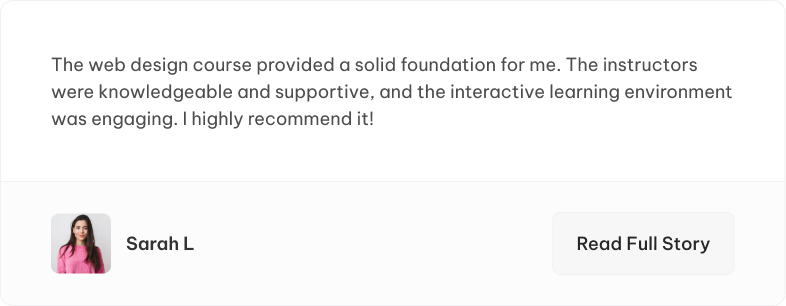 The web design course provided a solid foundation for me. The instructors
were knowledgeable and supportive, and the interactive learning environment
was engaging. I highly recommend it!
Sarah L
Read Full Story